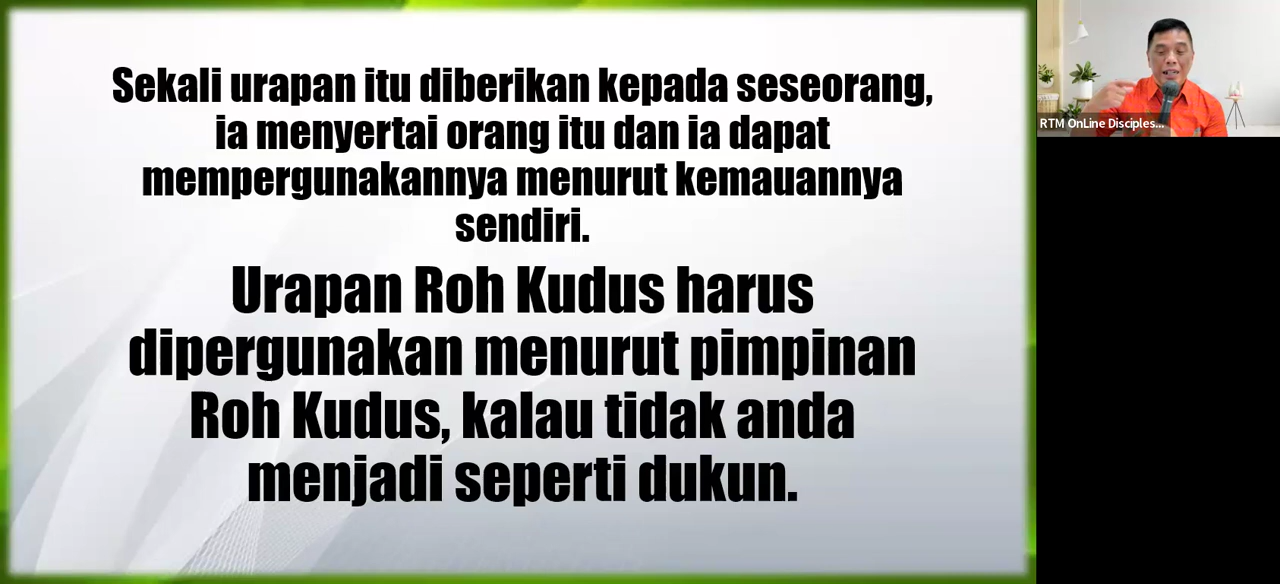 Sekali urapan itu diberikan kepada seseorang,
ia menyertai orang itu dan ia dapat
mempergunakannya menurut kemauannya
sendiri.
Urapan Roh Kudus harus
dipergunakan menurut pimpinan
Roh Kudus, kalau tidak anda
menjadi seperti dukun.
RTM OnLine Disciples...